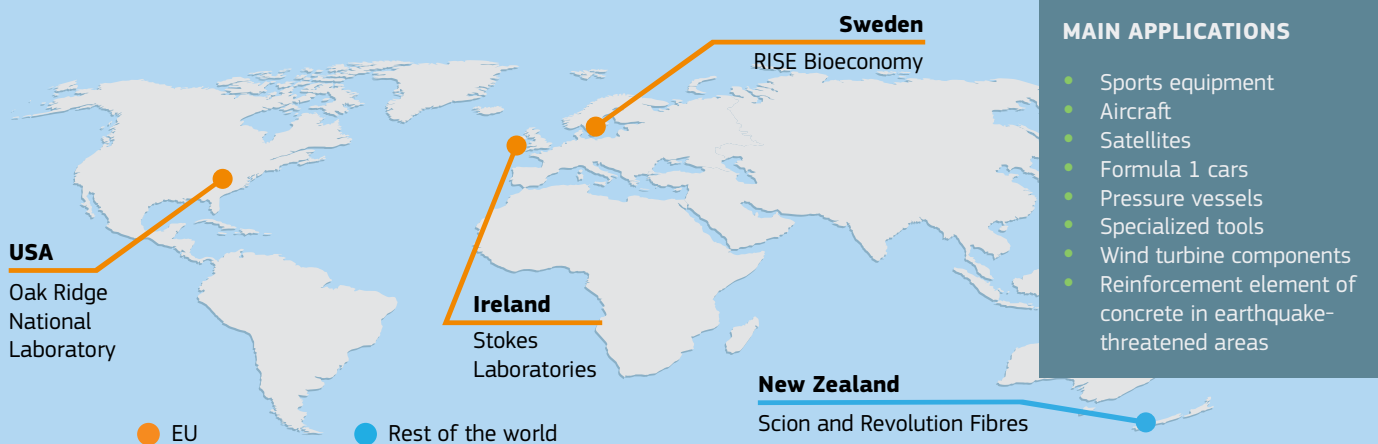 Sweden
RISE Bioeconomy
USA
Oak Ridge
National
Laboratory
Ireland
Stokes
Laboratories
New Zealand
Scion and Revolution Fibres
EU
Rest of the world
MAIN APPLICATIONS
• Sports equipment
• Aircraft
• Satellites
• Formula 1 cars
• Pressure vessels
• Specialized tools
• Wind turbine components
• Reinforcement element of
concrete in earthquake-
threatened areas